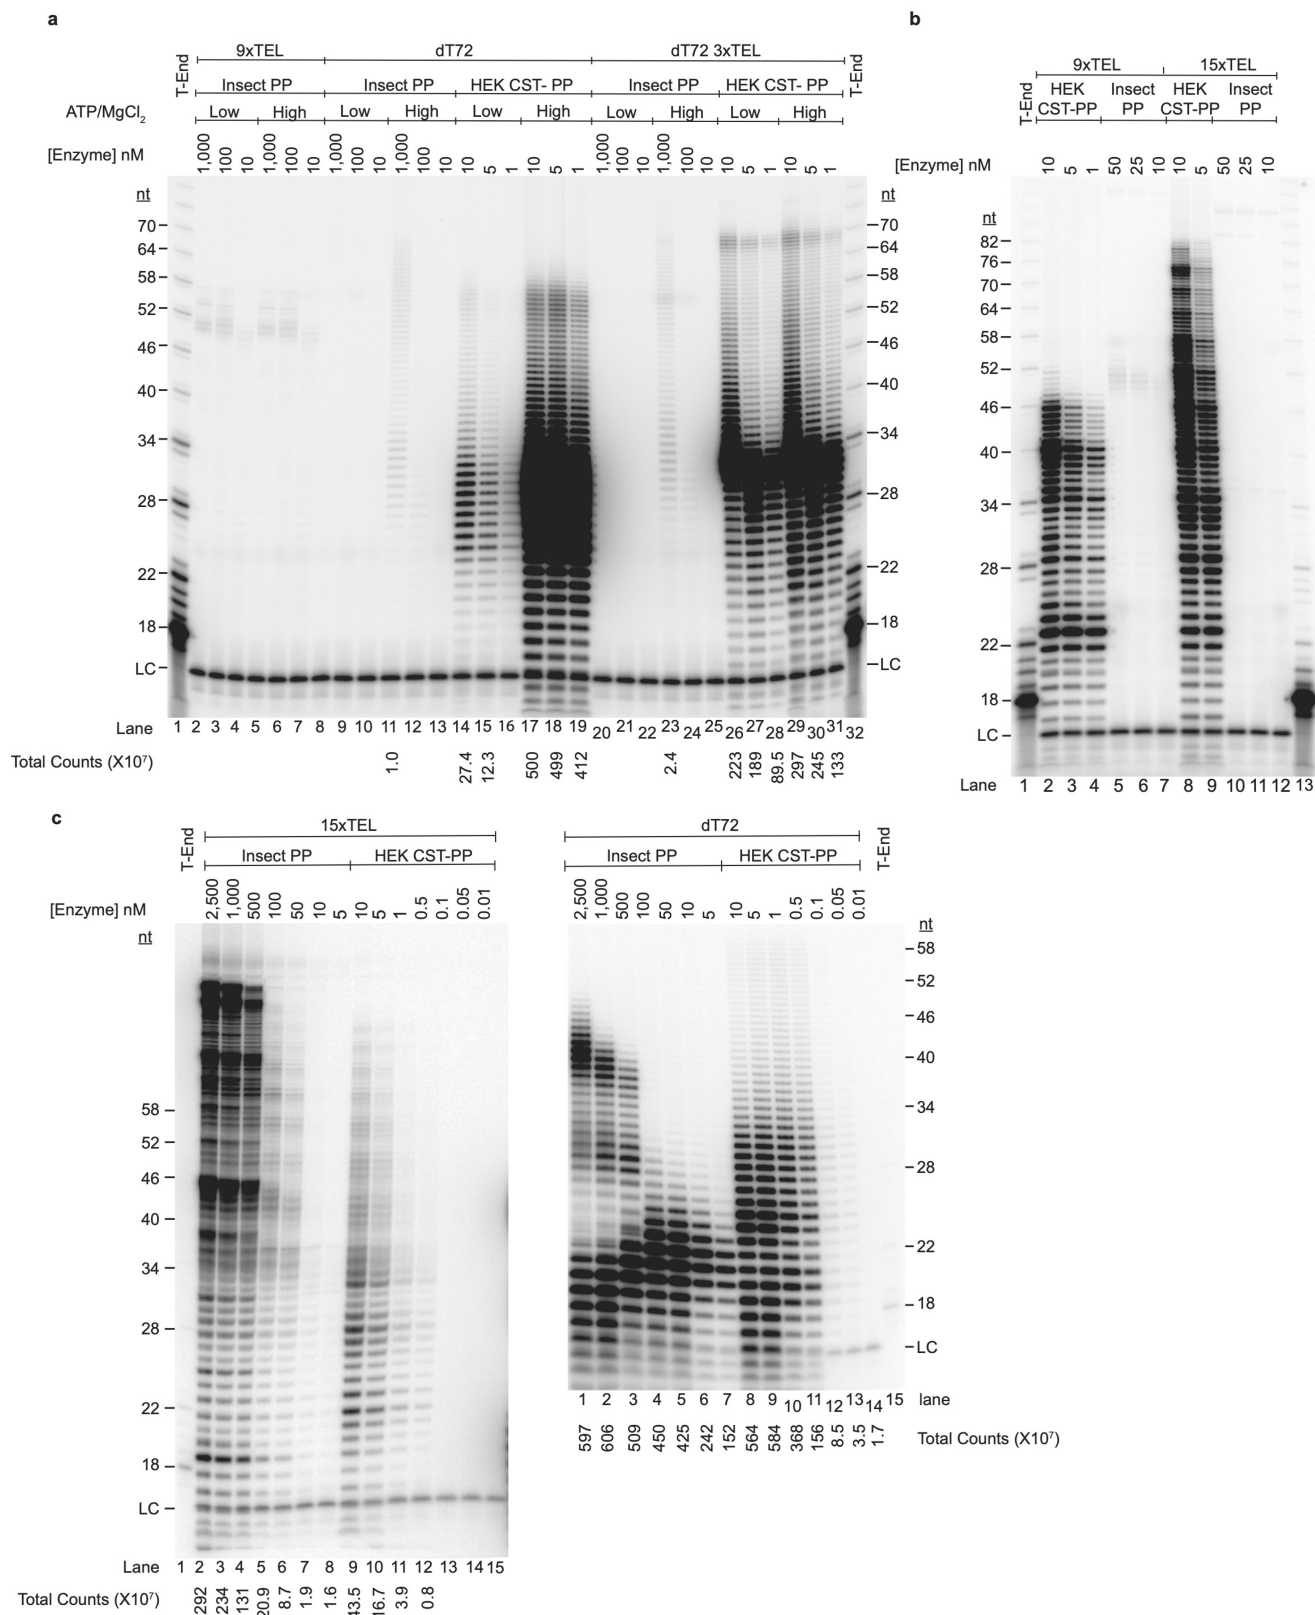 a
9xTEL dT72 dT72 3xTEL
T-End Insect PP Insect PP HEK CST- PP Insect PP HEK CST- PP T-End
ATP/MgCl2 Low High Low High Low High Low High Low High
[Enzyme] nM 1,000 100 10 1,000 100 10 1,000 100 10 1,000 100 10 10 5 1 10 5 1 1,000 100 10 1,000 100 10 10 5 1 10 5 1
nt nt
70 70
64 64
58 58
52 52
46 46
40 40
34 34
28 28
22 22
18 18
LC LC
Lane 1 2 3 4 5 6 7 8 9 10 11 12 13 14 15 16 17 18 19 20 21 22 23 24 25 26 27 28 29 30 31 32
Total Counts (X10⁷) 1.0 27.4 12.3 500 499 412 2.4 223 189 89.5 297 245 133
b
9xTEL 15xTEL
T-End HEK CST-PP Insect PP HEK CST-PP Insect PP
[Enzyme] nM 10 5 1 50 25 10 10 5 50 25 10
nt
82
76
70
64
58
52
46
40
34
28
22
18
LC
Lane 1 2 3 4 5 6 7 8 9 10 11 12 13
c
15xTEL
T-End Insect PP HEK CST-PP
[Enzyme] nM 2,500 1,000 500 100 50 10 5 10 5 1 0.5 0.1 0.05 0.01
nt
58
52
46
40
34
28
22
18
LC
Lane 1 2 3 4 5 6 7 8 9 10 11 12 13 14 15
Total Counts (X10⁷) 292 234 131 20.9 8.7 1.9 1.6 43.5 16.7 3.9 0.8
dT72
Insect PP HEK CST-PP T-End
2,500 1,000 500 100 50 10 5 10 5 1 0.5 0.1 0.05 0.01
nt
58
52
46
40
34
28
22
18
LC
1 2 3 4 5 6 7 8 9 10 11 12 13 14 15 lane
597 606 509 450 425 242 152 564 584 368 156 8.5 3.5 1.7 Total Counts (X10⁷)